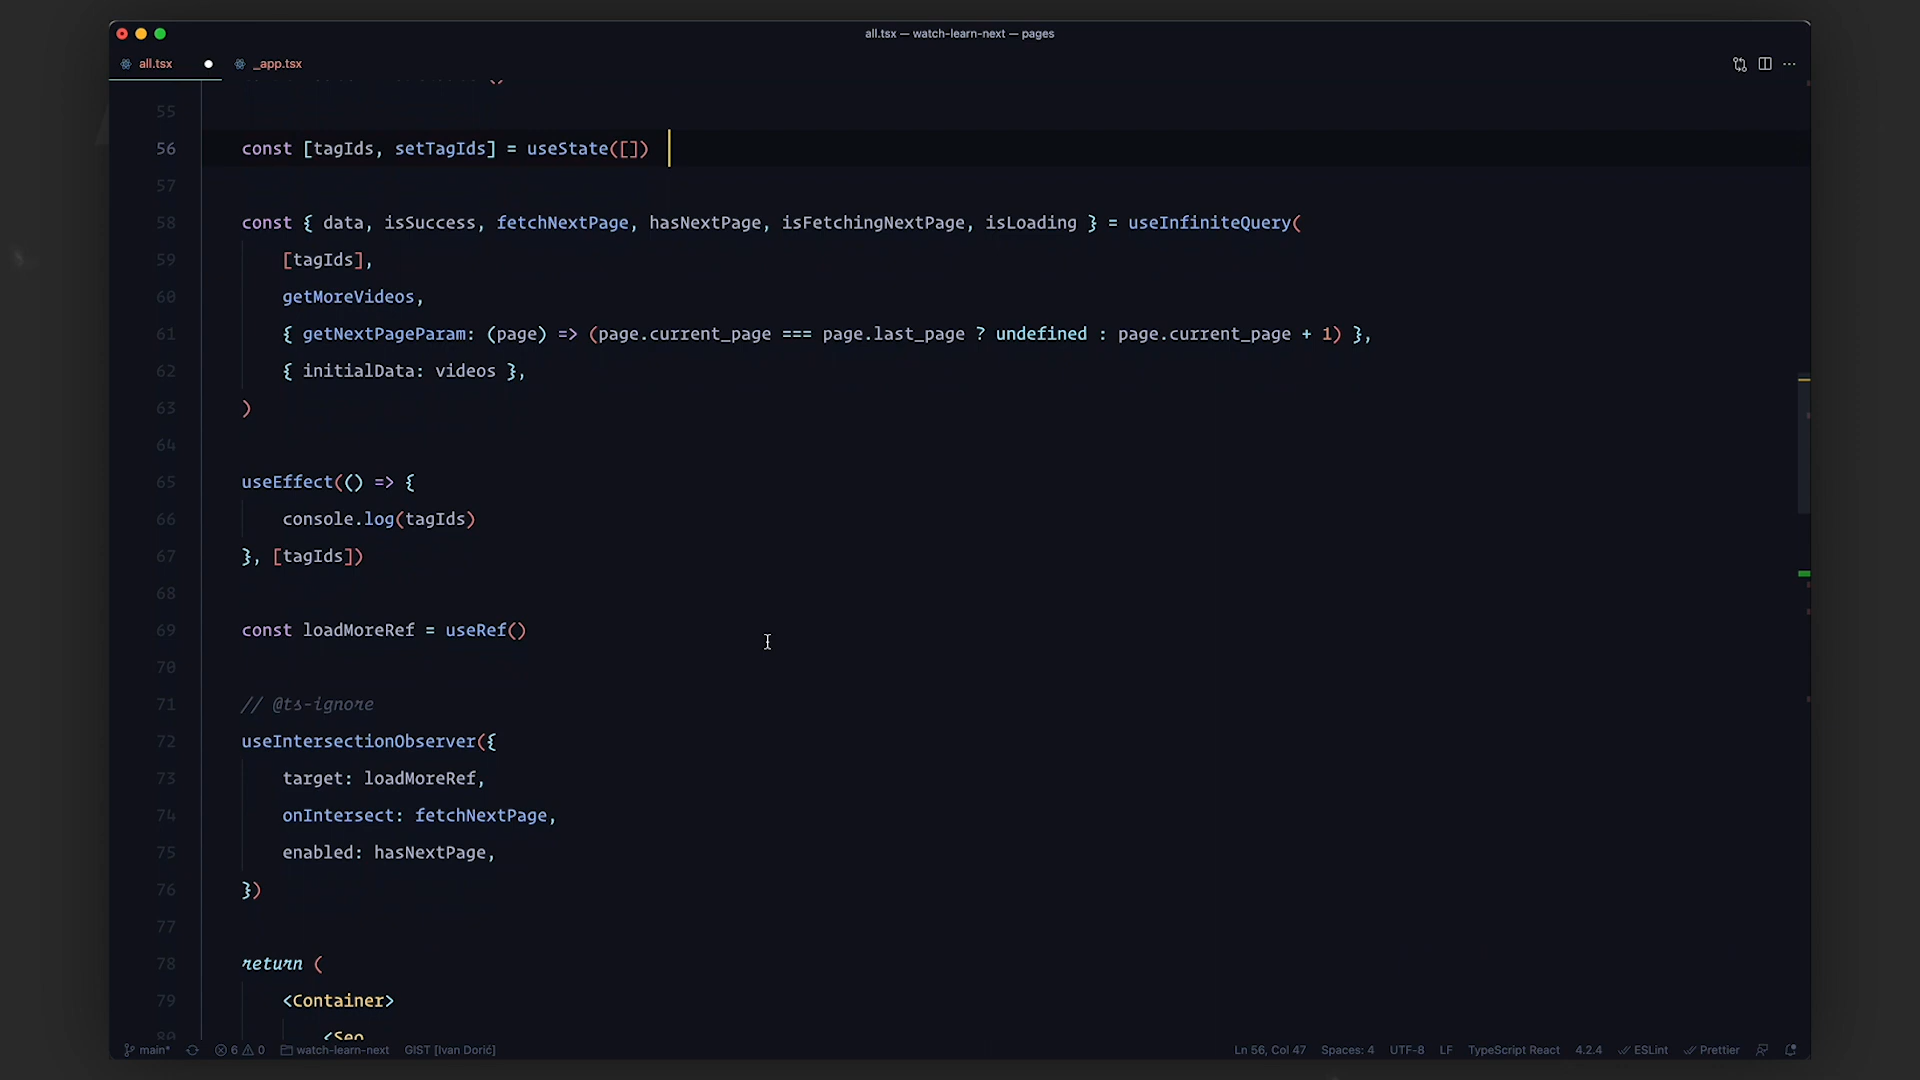 all.tsx — watch-learn-next — pages
all.tsx
_app.tsx
55
56 const [tagIds, setTagIds] = useState([])
57
58 const { data, isSuccess, fetchNextPage, hasNextPage, isFetchingNextPage, isLoading } = useInfiniteQuery(
59 [tagIds],
60 getMoreVideos,
61 { getNextPageParam: (page) => (page.current_page === page.last_page ? undefined : page.current_page + 1) },
62 { initialData: videos },
63 )
64
65 useEffect(() => {
66 console.log(tagIds)
67 }, [tagIds])
68
69 const loadMoreRef = useRef()
70
71 // @ts-ignore
72 useIntersectionObserver({
73 target: loadMoreRef,
74 onIntersect: fetchNextPage,
75 enabled: hasNextPage,
76 })
77
78 return (
79 <Container>
80 <Seo
main* 6 0 watch-learn-next GIST [Ivan Dorić] Ln 56, Col 47 Spaces: 4 UTF-8 LF TypeScript React 4.2.4 ESLint Prettier